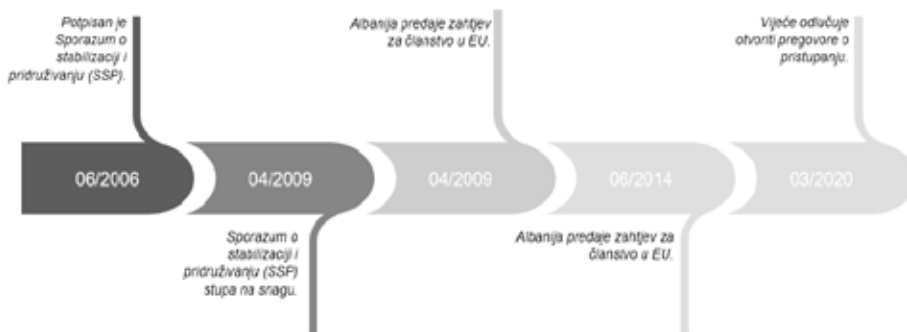 Potpisan je
Sporazum o
stabilizaciji i
pridruživanju (SSP).
Albanija predaje zahtjev
za članstvo u EU.
Vijeće odlučuje
otvoriti pregovore o
pristupanju.
06/2006
04/2009
04/2009
06/2014
03/2020
Sporazum o
stabilizaciji i
pridruživanju (SSP)
stupa na snagu.
Albanija predaje zahtjev za
članstvo u EU.